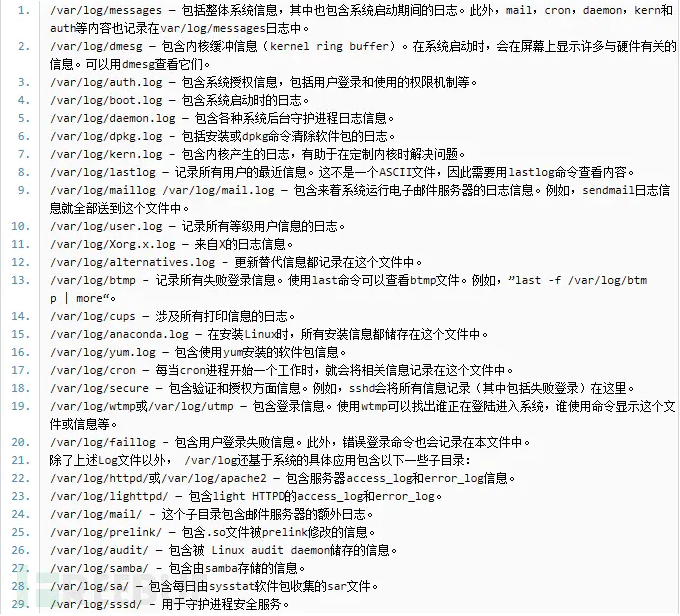 1. /var/log/messages — 包括整体系统信息，其中也包含系统启动期间的日志。此外，mail，cron，daemon，kern和
auth等内容也记录在var/log/messages日志中。
2. /var/log/dmesg — 包含内核缓冲信息（kernel ring buffer）。在系统启动时，会在屏幕上显示许多与硬件有关的
信息。可以用dmesg查看它们。
3. /var/log/auth.log — 包含系统授权信息，包括用户登录和使用的权限机制等。
4. /var/log/boot.log — 包含系统启动时的日志。
5. /var/log/daemon.log — 包含各种系统后台守护进程日志信息。
6. /var/log/dpkg.log — 包括安装或dpkg命令清除软件包的日志。
7. /var/log/kern.log — 包含内核产生的日志，有助于在定制内核时解决问题。
8. /var/log/lastlog — 记录所有用户的最近信息。这不是一个ASCII文件，因此需要用lastlog命令查看内容。
9. /var/log/maillog /var/log/mail.log — 包含来着系统运行电子邮件服务器的日志信息。例如，sendmail日志信
息就全部送到这个文件中。
10. /var/log/user.log — 记录所有等级用户信息的日志。
11. /var/log/Xorg.x.log — 来自X的日志信息。
12. /var/log/alternatives.log - 更新替代信息都记录在这个文件中。
13. /var/log/btmp - 记录所有失败登录信息。使用last命令可以查看btmp文件。例如，”last -f /var/log/btm
p | more“。
14. /var/log/cups — 涉及所有打印信息的日志。
15. /var/log/anaconda.log — 在安装Linux时，所有安装信息都储存在这个文件中。
16. /var/log/yum.log — 包含使用yum安装的软件包信息。
17. /var/log/cron — 每当cron进程开始一个工作时，就会将相关信息记录在这个文件中。
18. /var/log/secure — 包含验证和授权方面信息。例如，sshd会将所有信息记录（其中包括失败登录）在这里。
19. /var/log/wtmp或/var/log/utmp — 包含登录信息。使用wtmp可以找出谁正在登陆进入系统，谁使用命令显示这个文
件或信息等。
20. /var/log/faillog - 包含用户登录失败信息。此外，错误登录命令也会记录在本文件中。
21. 除了上述Log文件以外， /var/log还基于系统的具体应用包含以下一些子目录：
22. /var/log/httpd/或/var/log/apache2 — 包含服务器access_log和error_log信息。
23. /var/log/lighttpd/ — 包含light HTTPD的access_log和error_log。
24. /var/log/mail/ - 这个子目录包含邮件服务器的额外日志。
25. /var/log/prelink/ — 包含.so文件被prelink修改的信息。
26. /var/log/audit/ — 包含被 Linux audit daemon储存的信息。
27. /var/log/samba/ - 包含由samba存储的信息。
28. /var/log/sa/ — 包含每日由sysstat软件包收集的sar文件。
29. /var/log/sssd/ - 用于守护进程安全服务。